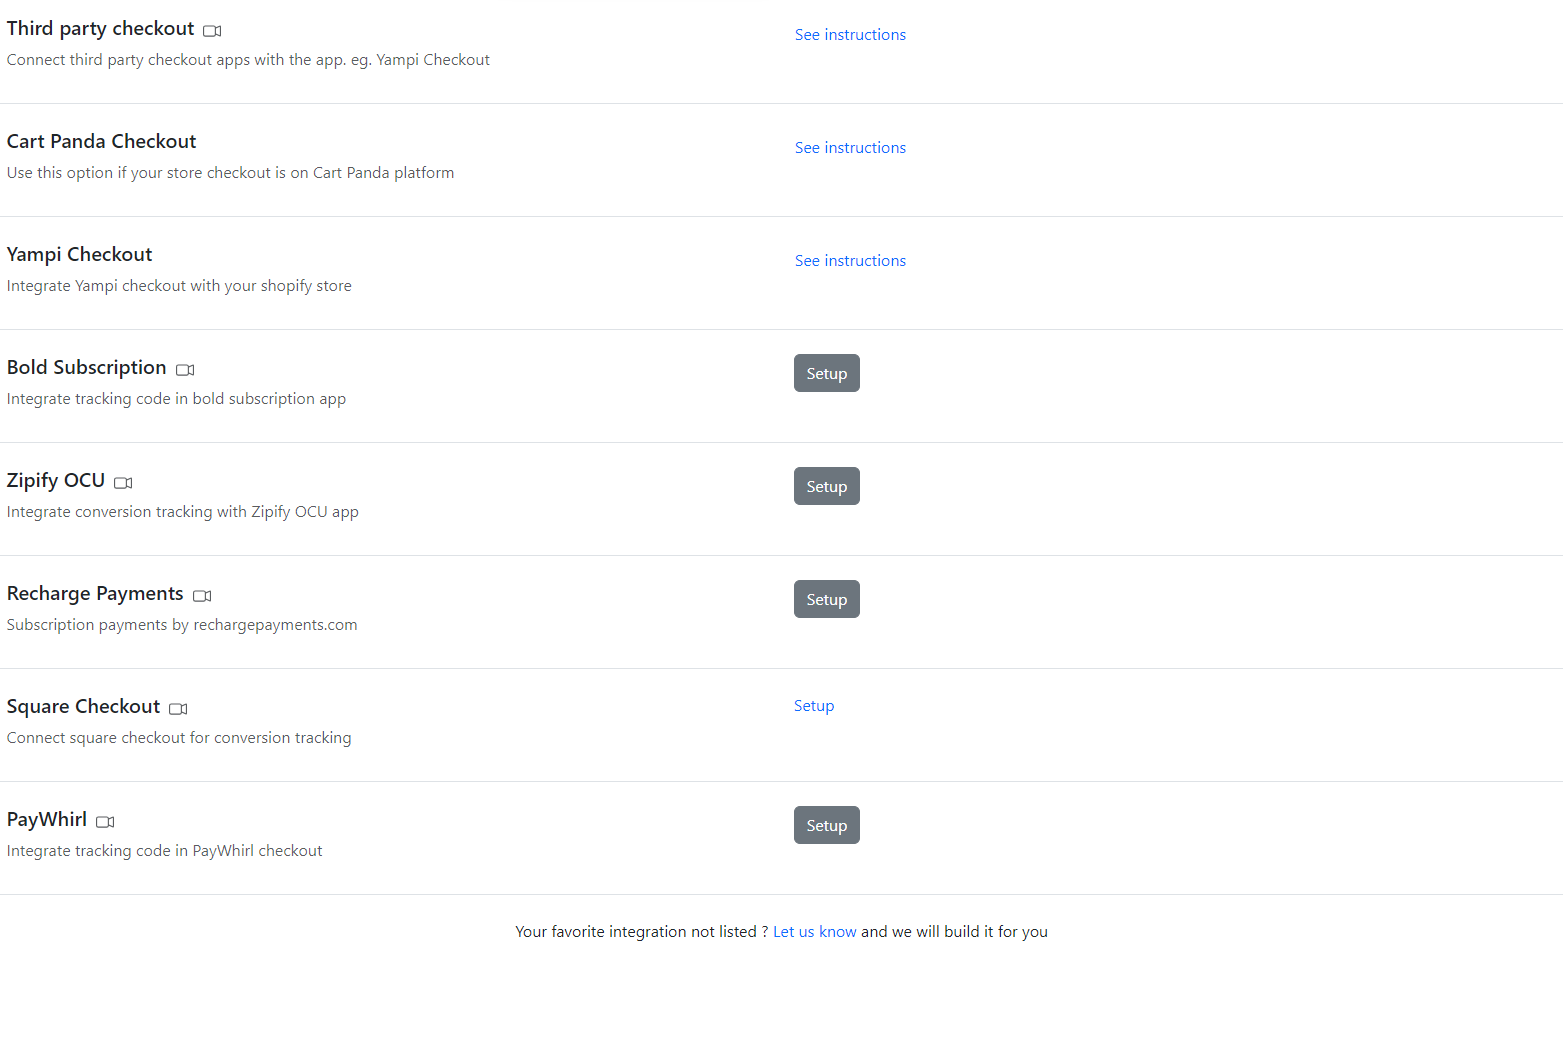 Third party checkout
See instructions
Connect third party checkout apps with the app. eg. Yampi Checkout
Cart Panda Checkout
See instructions
Use this option if your store checkout is on Cart Panda platform
Yampi Checkout
See instructions
Integrate Yampi checkout with your shopify store
Bold Subscription
Setup
Integrate tracking code in bold subscription app
Zipify OCU
Setup
Integrate conversion tracking with Zipify OCU app
Recharge Payments
Setup
Subscription payments by rechargepayments.com
Square Checkout
Setup
Connect square checkout for conversion tracking
PayWhirl
Setup
Integrate tracking code in PayWhirl checkout
Your favorite integration not listed ? Let us know and we will build it for you